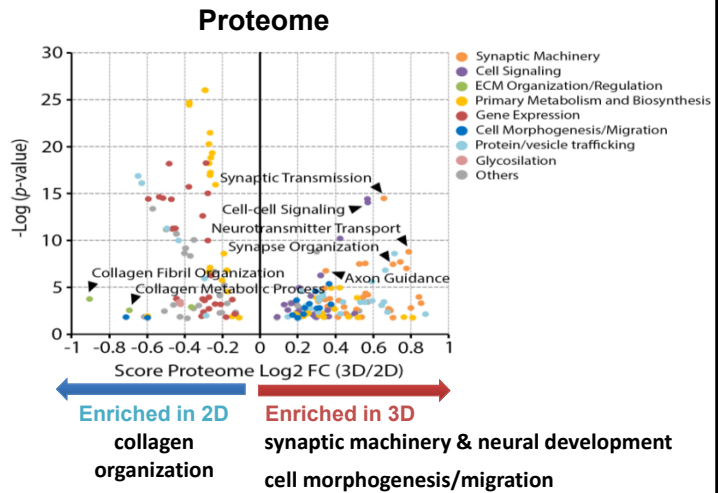 Proteome
30
25
20
15
10
5
0
-Log (p-value)
-1 -0.8 -0.6 -0.4 -0.2 0 0.2 0.4 0.6 0.8 1
Score Proteome Log2 FC (3D/2D)
Synaptic Transmission
Cell-cell Signaling
Neurotransmitter Transport
Synapse Organization
Axon Guidance
Collagen Fibril Organization
Collagen Metabolic Process
Synaptic Machinery
Cell Signaling
ECM Organization/Regulation
Primary Metabolism and Biosynthesis
Gene Expression
Cell Morphogenesis/Migration
Protein/vesicle trafficking
Glycosilation
Others
Enriched in 2D
collagen
organization
Enriched in 3D
synaptic machinery & neural development
cell morphogenesis/migration